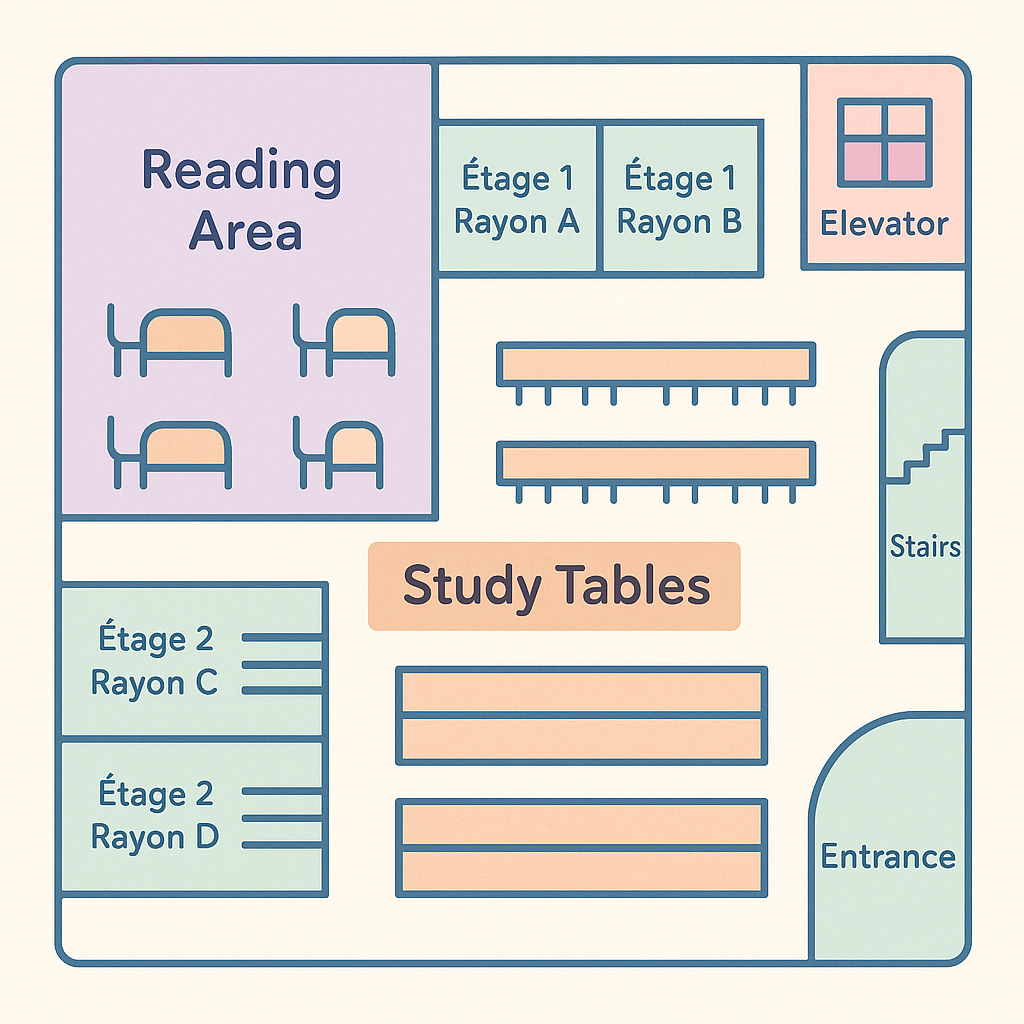 Reading
Area
Étage 1
Rayon A
Étage 1
Rayon B
Elevator
Stairs
Study Tables
Étage 2
Rayon C
Étage 2
Rayon D
Entrance